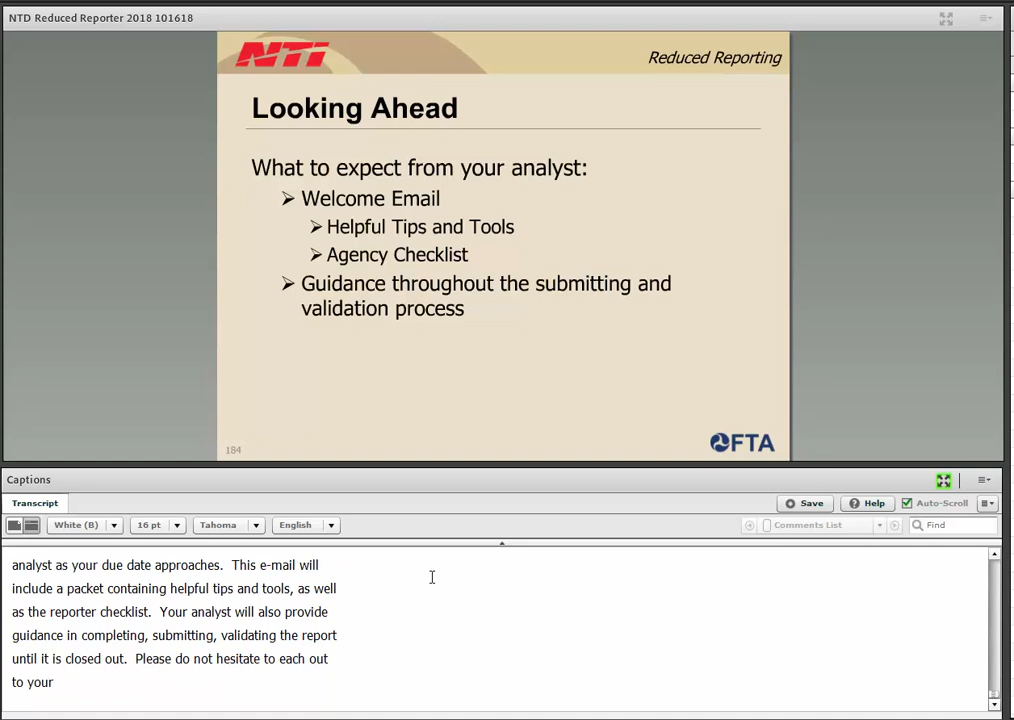 NTD Reduced Reporter 2018 101618
NTI
Reduced Reporting
Looking Ahead
What to expect from your analyst:
Welcome Email
Helpful Tips and Tools
Agency Checklist
Guidance throughout the submitting and
validation process
184
FTA
Captions
Transcript
Save
Help
Auto-Scroll
White (B)
16 pt
Tahoma
English
Comments List
Find
analyst as your due date approaches.  This e-mail will
include a packet containing helpful tips and tools, as well
as the reporter checklist.  Your analyst will also provide
guidance in completing, submitting, validating the report
until it is closed out.  Please do not hesitate to each out
to your